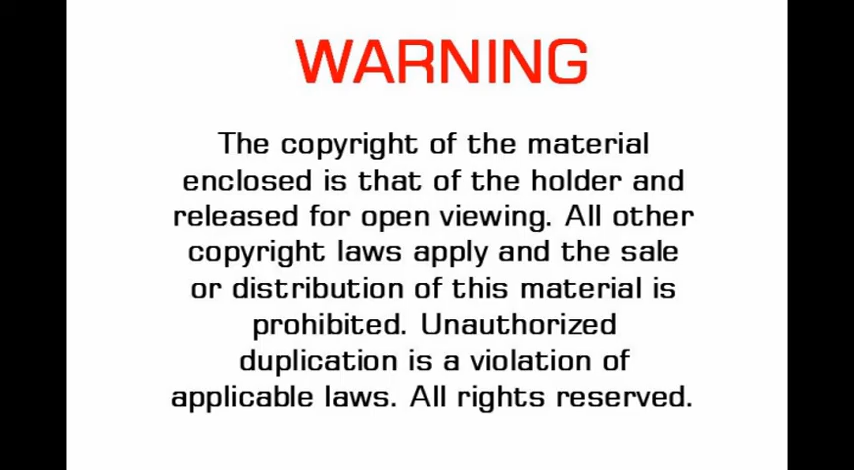 WARNING
The copyright of the material
enclosed is that of the holder and
released for open viewing. All other
copyright laws apply and the sale
or distribution of this material is
prohibited. Unauthorized
duplication is a violation of
applicable laws. All rights reserved.